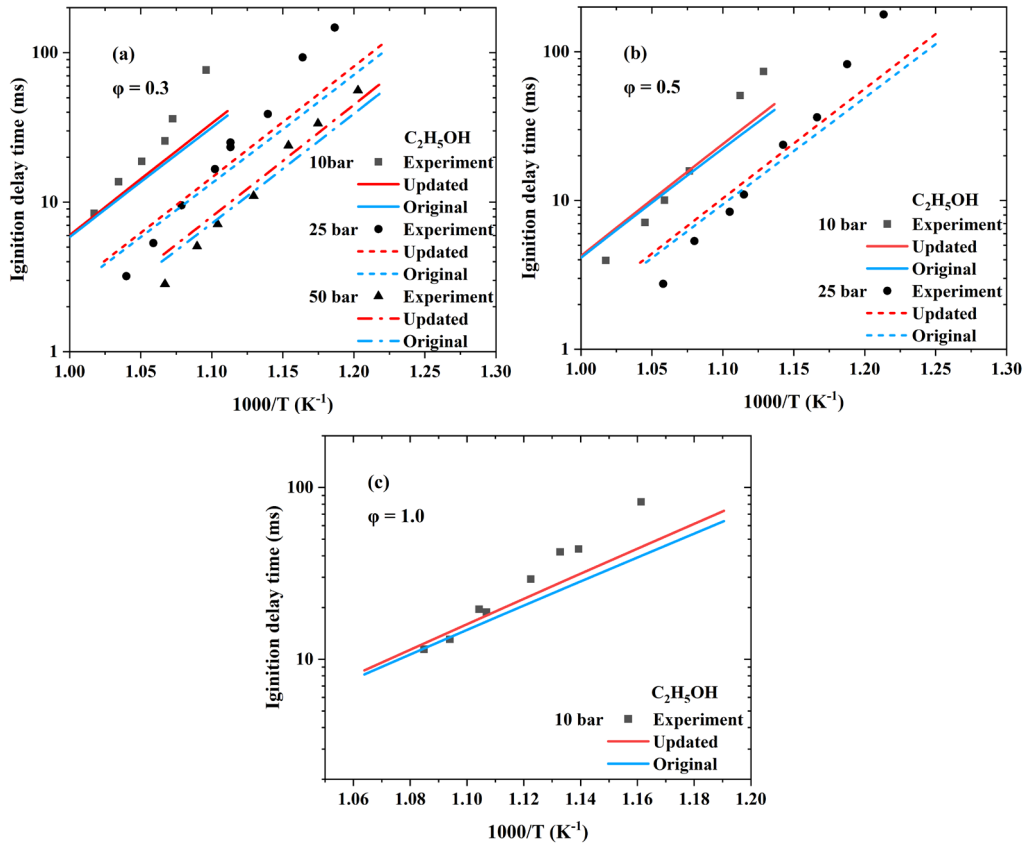 (a)
φ = 0.3
Iginition delay time (ms)
100
10
1
C2H5OH
10bar Experiment
Updated
Original
25 bar Experiment
Updated
Original
50 bar Experiment
Updated
Original
1.00 1.05 1.10 1.15 1.20 1.25 1.30
1000/T (K-1)
(b)
φ = 0.5
Iginition delay time (ms)
100
10
1
C2H5OH
10 bar Experiment
Updated
Original
25 bar Experiment
Updated
Original
1.00 1.05 1.10 1.15 1.20 1.25 1.30
1000/T (K-1)
(c)
φ = 1.0
Iginition delay time (ms)
100
10
C2H5OH
10 bar Experiment
Updated
Original
1.06 1.08 1.10 1.12 1.14 1.16 1.18 1.20
1000/T (K-1)